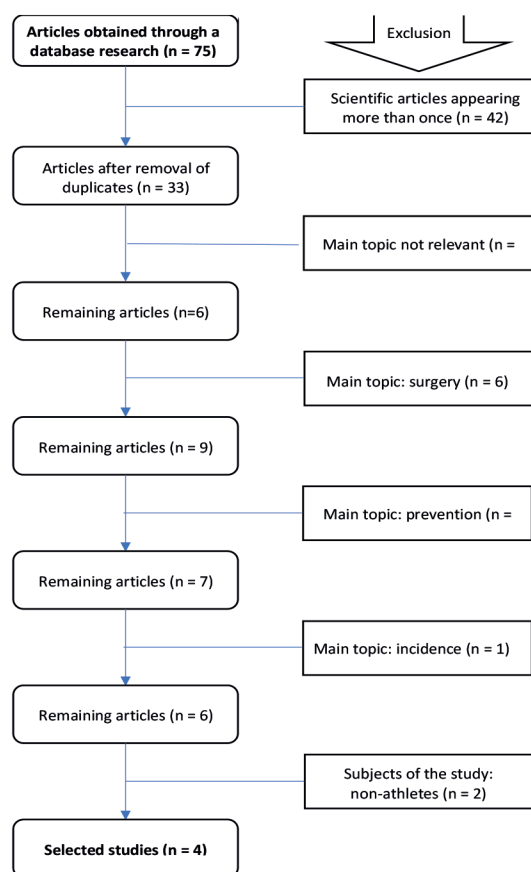 Articles obtained through a
database research (n = 75)
Exclusion
Scientific articles appearing
more than once (n = 42)
Articles after removal of
duplicates (n = 33)
Main topic not relevant (n =
Remaining articles (n=6)
Main topic: surgery (n = 6)
Remaining articles (n = 9)
Main topic: prevention (n =
Remaining articles (n = 7)
Main topic: incidence (n = 1)
Remaining articles (n = 6)
Subjects of the study:
non-athletes (n = 2)
Selected studies (n = 4)